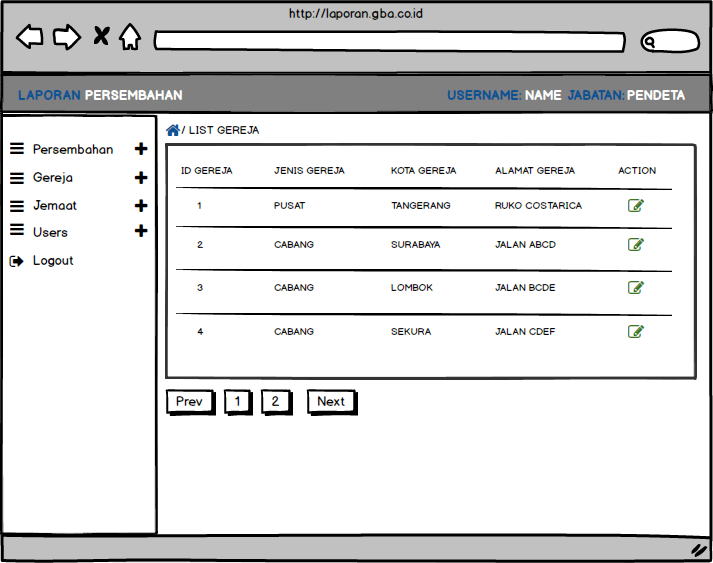 http://laporan.gba.co.id
LAPORAN PERSEMBAHAN USERNAME: NAME JABATAN: PENDETA
/ LIST GEREJA
Persembahan
Gereja
Jemaat
Users
Logout
ID GEREJA JENIS GEREJA KOTA GEREJA ALAMAT GEREJA ACTION
1 PUSAT TANGERANG RUKO COSTARICA
2 CABANG SURABAYA JALAN ABCD
3 CABANG LOMBOK JALAN BCDE
4 CABANG SEKURA JALAN CDEF
Prev 1 2 Next